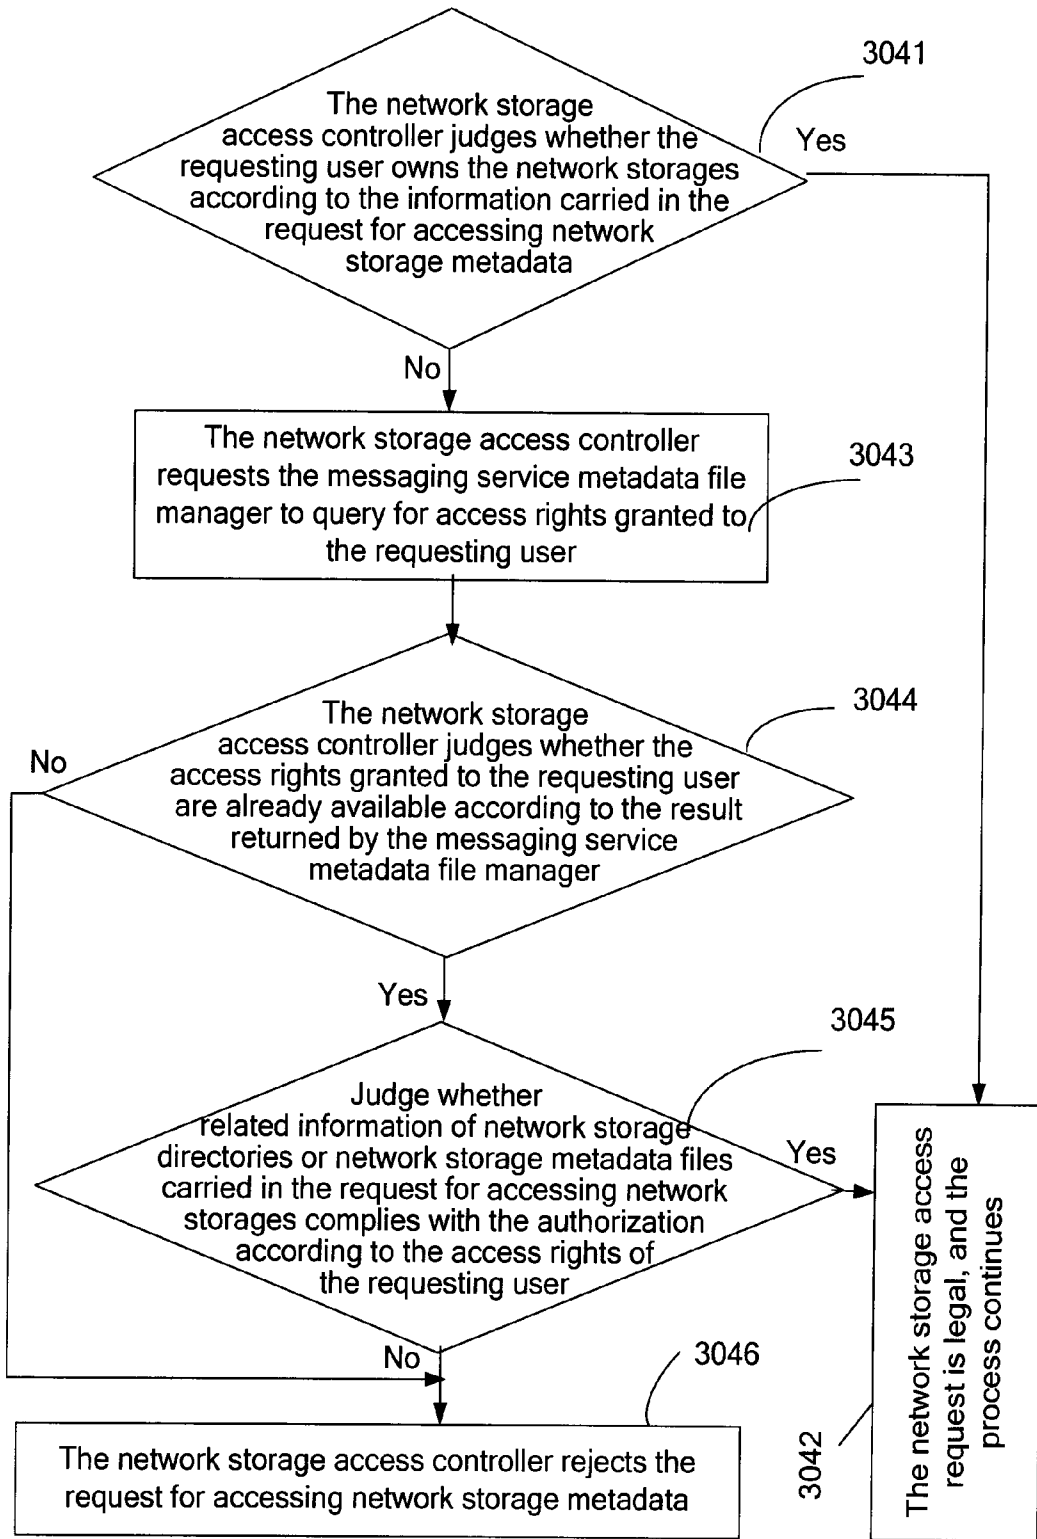 3041
The network storage
access controller judges whether the
requesting user owns the network storages
according to the information carried in the
request for accessing network
storage metadata
Yes
No
The network storage access controller
requests the messaging service metadata file
manager to query for access rights granted to
the requesting user
3043
3044
The network storage
access controller judges whether the
access rights granted to the requesting user
are already available according to the result
returned by the messaging service
metadata file manager
No
Yes
3045
Judge whether
related information of network storage
directories or network storage metadata files
carried in the request for accessing network
storages complies with the authorization
according to the access rights of
the requesting user
Yes
No
3046
The network storage access controller rejects the
request for accessing network storage metadata
3042
The network storage access
request is legal, and the
process continues